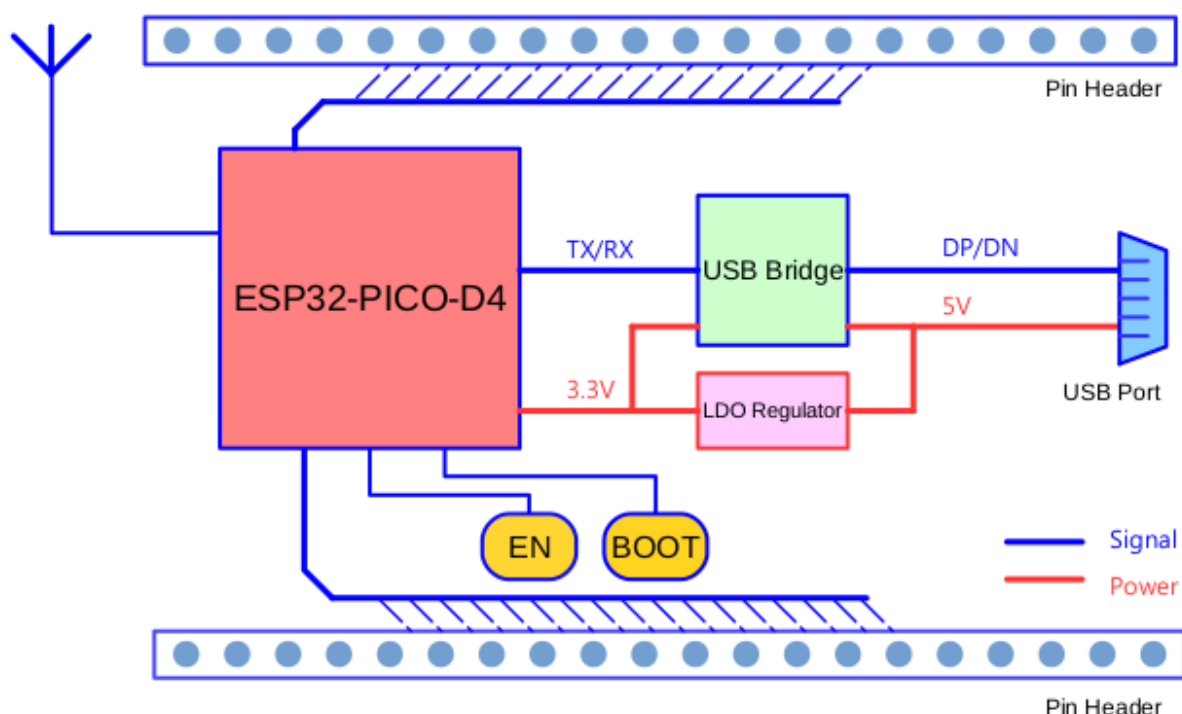 Pin Header
TX/RX
USB Bridge
DP/DN
ESP32-PICO-D4
5V
3.3V
LDO Regulator
USB Port
EN
BOOT
Signal
Power
Pin Header